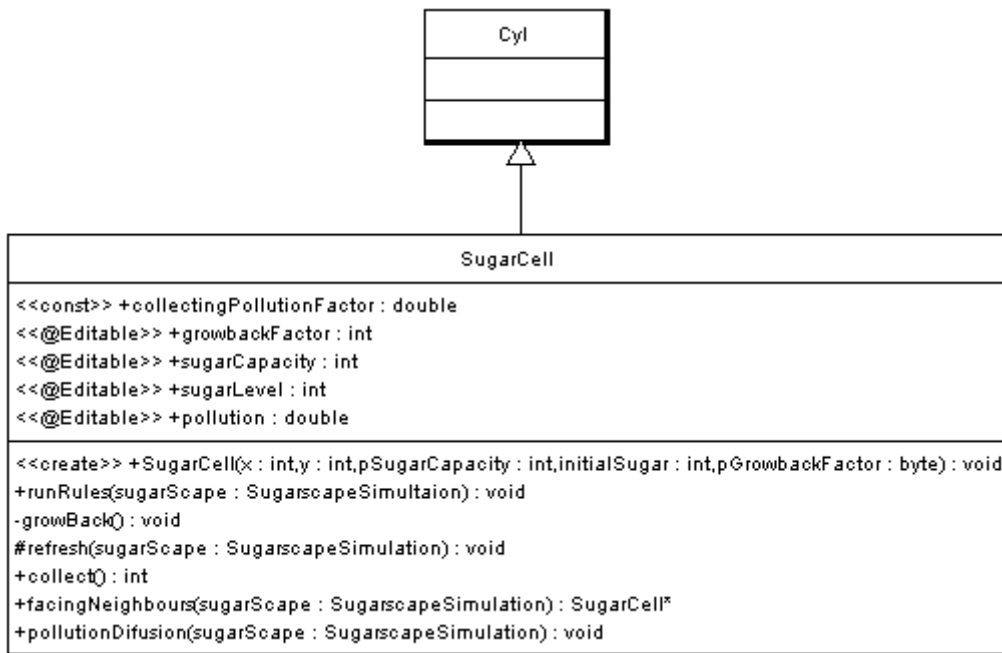 Cyl
SugarCell
<<const>> +collectingPollutionFactor : double
<<@Editable>> +growbackFactor : int
<<@Editable>> +sugarCapacity : int
<<@Editable>> +sugarLevel : int
<<@Editable>> +pollution : double
<<create>> +SugarCell(x : int,y : int,pSugarCapacity : int,initialSugar : int,pGrowbackFactor : byte) : void
+runRules(sugarScape : SugarscapeSimultaion) : void
-growBack() : void
#refresh(sugarScape : SugarscapeSimulation) : void
+collect() : int
+facingNeighbours(sugarScape : SugarscapeSimulation) : SugarCell*
+pollutionDifusion(sugarScape : SugarscapeSimulation) : void